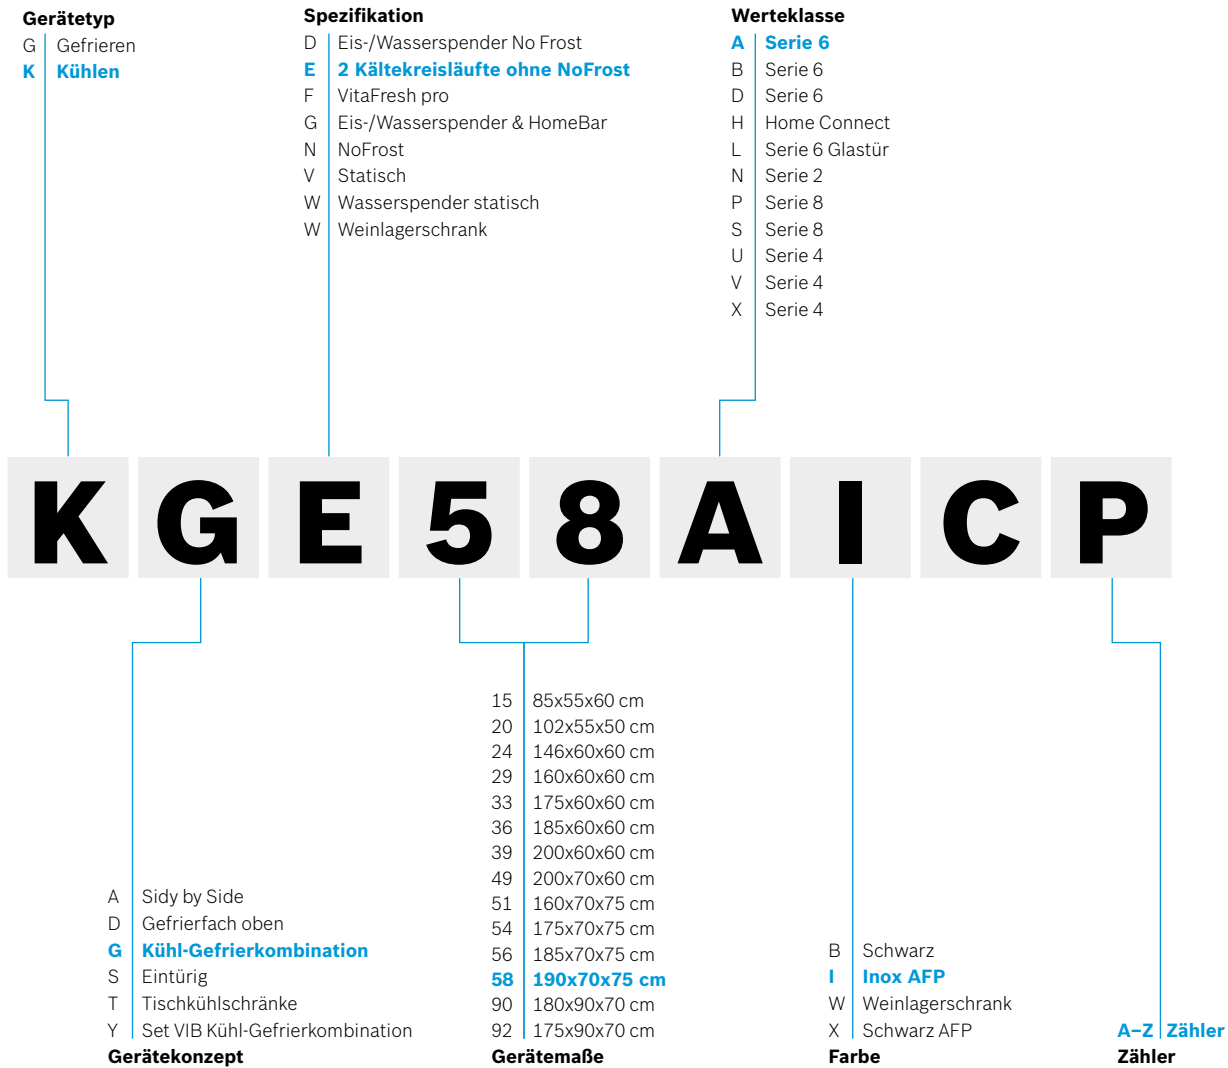 Gerätetyp
G Gefrieren
K Kühlen
Spezifikation
D Eis-/Wasserspender No Frost
E 2 Kältekreisläufte ohne NoFrost
F VitaFresh pro
G Eis-/Wasserspender & HomeBar
N NoFrost
V Statisch
W Wasserspender statisch
W Weinlagerschrank
Werteklasse
A Serie 6
B Serie 6
D Serie 6
H Home Connect
L Serie 6 Glastür
N Serie 2
P Serie 8
S Serie 8
U Serie 4
V Serie 4
X Serie 4
K G E 5 8 A I C P
A Sidy by Side
D Gefrierfach oben
G Kühl-Gefrierkombination
S Eintürig
T Tischkühlschränke
Y Set VIB Kühl-Gefrierkombination
Gerätekonzept
15 85x55x60 cm
20 102x55x50 cm
24 146x60x60 cm
29 160x60x60 cm
33 175x60x60 cm
36 185x60x60 cm
39 200x60x60 cm
49 200x70x60 cm
51 160x70x75 cm
54 175x70x75 cm
56 185x70x75 cm
58 190x70x75 cm
90 180x90x70 cm
92 175x90x70 cm
Gerätemaße
B Schwarz
I Inox AFP
W Weinlagerschrank
X Schwarz AFP
Farbe
A–Z Zähler
Zähler